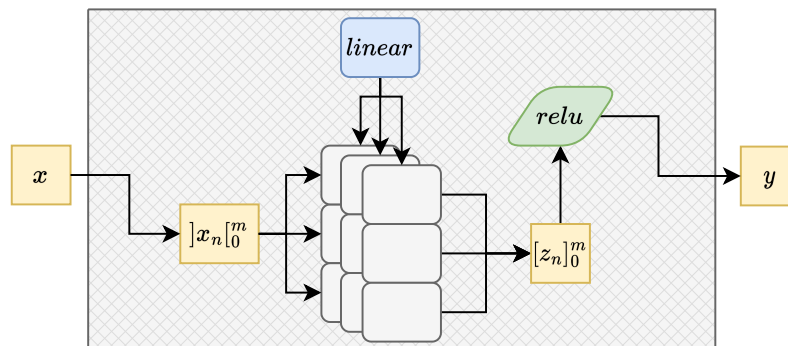 linear
relu
x
]x_n[_0^m
[z_n]_0^m
y